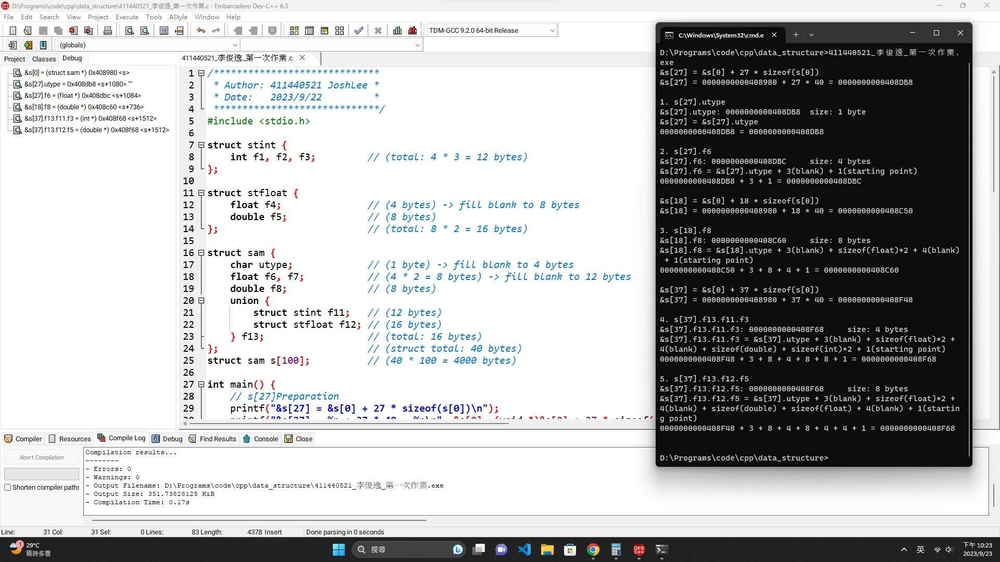 D:\Programs\code\cpp\data_structure\411440521_李俊逸_第一次作業.c - Embarcadero Dev-C++ 6.3
File Edit Search View Project Execute Tools AStyle Window Help
TDM-GCC 9.2.0 64-bit Release
(globals)
Project Classes Debug
411440521_李俊逸_第一次作業.c
&s[0] = (struct sam *) 0x408980 <s>
&s[27].utype = 0x408db8 <s+1080> ""
&s[27].f6 = (float *) 0x408dbc <s+1084>
&s[18].f8 = (double *) 0x408c60 <s+736>
&s[37].f13.f11.f3 = (int *) 0x408f68 <s+1512>
&s[37].f13.f12.f5 = (double *) 0x408f68 <s+1512>
1 /*****************************
2 * Author: 411440521 JoshLee *
3 * Date:   2023/9/22         *
4 *****************************/
5 #include <stdio.h>
6
7 struct stint {
8 int f1, f2, f3; // (total: 4 * 3 = 12 bytes)
9 };
10
11 struct stfloat {
12 float f4; // (4 bytes) -> fill blank to 8 bytes
13 double f5; // (8 bytes)
14 }; // (total: 8 * 2 = 16 bytes)
15
16 struct sam {
17 char utype; // (1 byte) -> fill blank to 4 bytes
18 float f6, f7; // (4 * 2 = 8 bytes) -> fill blank to 12 bytes
19 double f8; // (8 bytes)
20 union {
21 struct stint f11; // (12 bytes)
22 struct stfloat f12; // (16 bytes)
23 } f13; // (total: 16 bytes)
24 }; // (struct total: 40 bytes)
25 struct sam s[100]; // (40 * 100 = 4000 bytes)
26
27 int main() {
28 // s[27]Preparation
29 printf("&s[27] = &s[0] + 27 * sizeof(s[0])\n");
C:\Windows\System32\cmd.e
D:\Programs\code\cpp\data_structure>411440521_李俊逸_第一次作業.
exe
&s[27] = &s[0] + 27 * sizeof(s[0])
&s[27] = 0000000000408980 + 27 * 40 = 0000000000408DB8
1. s[27].utype
&s[27].utype: 0000000000408DB8  size: 1 byte
&s[27] = &s[27].utype
0000000000408DB8 = 0000000000408DB8
2. s[27].f6
&s[27].f6: 0000000000408DBC     size: 4 bytes
&s[27].f6 = &s[27].utype + 3(blank) + 1(starting point)
0000000000408DB8 + 3 + 1 = 0000000000408DBC
&s[18] = &s[0] + 18 * sizeof(s[0])
&s[18] = 0000000000408980 + 18 * 40 = 0000000000408C50
3. s[18].f8
&s[18].f8: 0000000000408C60     size: 8 bytes
&s[18].f8 = &s[18].utype + 3(blank) + sizeof(float)*2 + 4(blank)
+ 1(starting point)
0000000000408C50 + 3 + 8 + 4 + 1 = 0000000000408C60
&s[37] = &s[0] + 37 * sizeof(s[0])
&s[37] = 0000000000408980 + 37 * 40 = 0000000000408F48
4. s[37].f13.f11.f3
&s[37].f13.f11.f3: 0000000000408F68     size: 4 bytes
&s[37].f13.f11.f3 = &s[37].utype + 3(blank) + sizeof(float)*2 +
4(blank) + sizeof(double) + sizeof(int)*2 + 1(starting point)
0000000000408F48 + 3 + 8 + 4 + 8 + 8 + 1 = 0000000000408F68
5. s[37].f13.f12.f5
&s[37].f13.f12.f5: 0000000000408F68     size: 8 bytes
&s[37].f13.f12.f5 = &s[37].utype + 3(blank) + sizeof(float)*2 +
4(blank) + sizeof(double) + sizeof(float) + 4(blank) + 1(startin
g point)
0000000000408F48 + 3 + 8 + 4 + 8 + 4 + 4 + 1 = 0000000000408F68
D:\Programs\code\cpp\data_structure>
Compiler Resources Compile Log Debug Find Results Console Close
Abort Compilation
Shorten compiler paths
Compilation results...
--------
- Errors: 0
- Warnings: 0
- Output Filename: D:\Programs\code\cpp\data_structure\411440521_李俊逸_第一次作業.exe
- Output Size: 351.73828125 KiB
- Compilation Time: 0.17s
Line: 31 Col: 31 Sel: 0 Lines: 83 Length: 4378 Insert Done parsing in 0 seconds
1
29°C
晴時多雲
搜尋
DEV C++
英
下午 10:23
2023/9/23